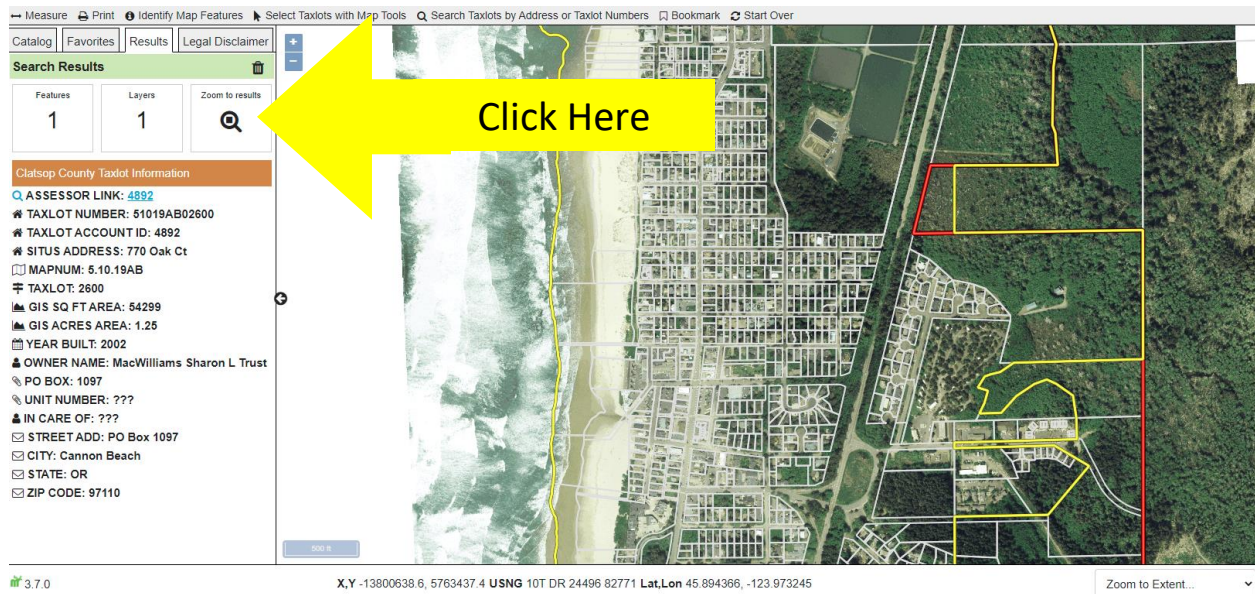 Measure Print Identify Map Features Select Taxlots with Map Tools Search Taxlots by Address or Taxlot Numbers Bookmark Start Over
Catalog Favorites Results Legal Disclaimer
+
−
Search Results
Features Layers Zoom to results
1 1
Click Here
Clatsop County Taxlot Information
ASSESSOR LINK: 4892
TAXLOT NUMBER: 51019AB02600
TAXLOT ACCOUNT ID: 4892
SITUS ADDRESS: 770 Oak Ct
MAPNUM: 5.10.19AB
TAXLOT: 2600
GIS SQ FT AREA: 54299
GIS ACRES AREA: 1.25
YEAR BUILT: 2002
OWNER NAME: MacWilliams Sharon L Trust
PO BOX: 1097
UNIT NUMBER: ???
IN CARE OF: ???
STREET ADD: PO Box 1097
CITY: Cannon Beach
STATE: OR
ZIP CODE: 97110
500 ft
3.7.0 X,Y -13800638.6, 5763437.4 USNG 10T DR 24496 82771 Lat,Lon 45.894366, -123.973245 Zoom to Extent...